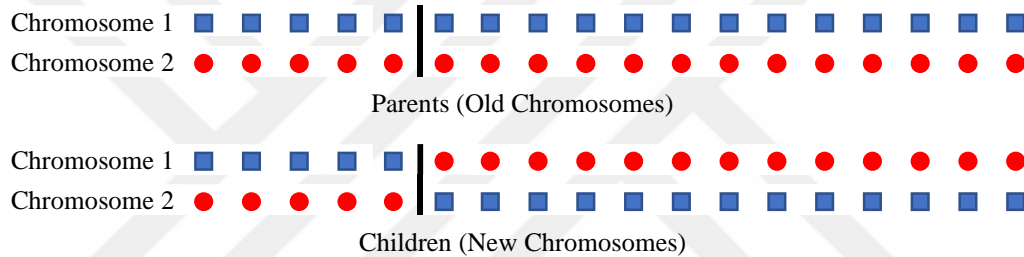 Chromosome 1
Chromosome 2
Parents (Old Chromosomes)
Chromosome 1
Chromosome 2
Children (New Chromosomes)